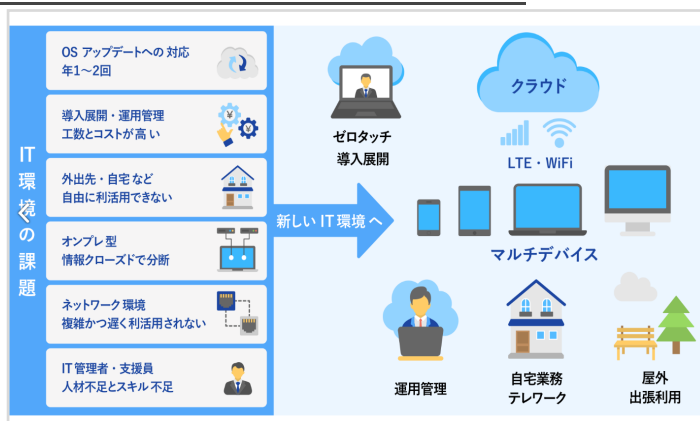 IT環境の課題
OS アップデートへの 対応
年1〜2回
導入展開・運用管理
工数とコストが高い
外出先・自宅など
自由に利活用できない
オンプレ型
情報クローズドで分断
ネットワーク環境
複雑かつ遅く利活用されない
IT管理者・支援員
人材不足とスキル不足
新しい IT環境 へ
ゼロタッチ
導入展開
クラウド
LTE・WiFi
マルチデバイス
運用管理
自宅業務
テレワーク
屋外
出張利用
¥
¥